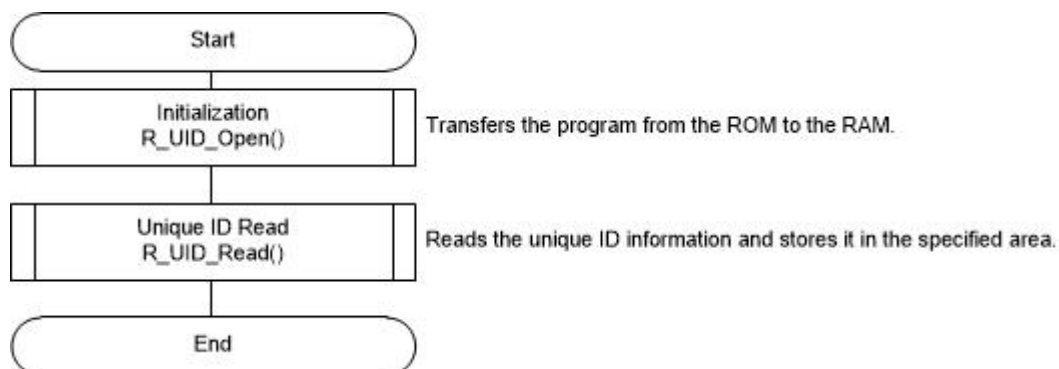 Start
Initialization
R_UID_Open()
Transfers the program from the ROM to the RAM.
Unique ID Read
R_UID_Read()
Reads the unique ID information and stores it in the specified area.
End